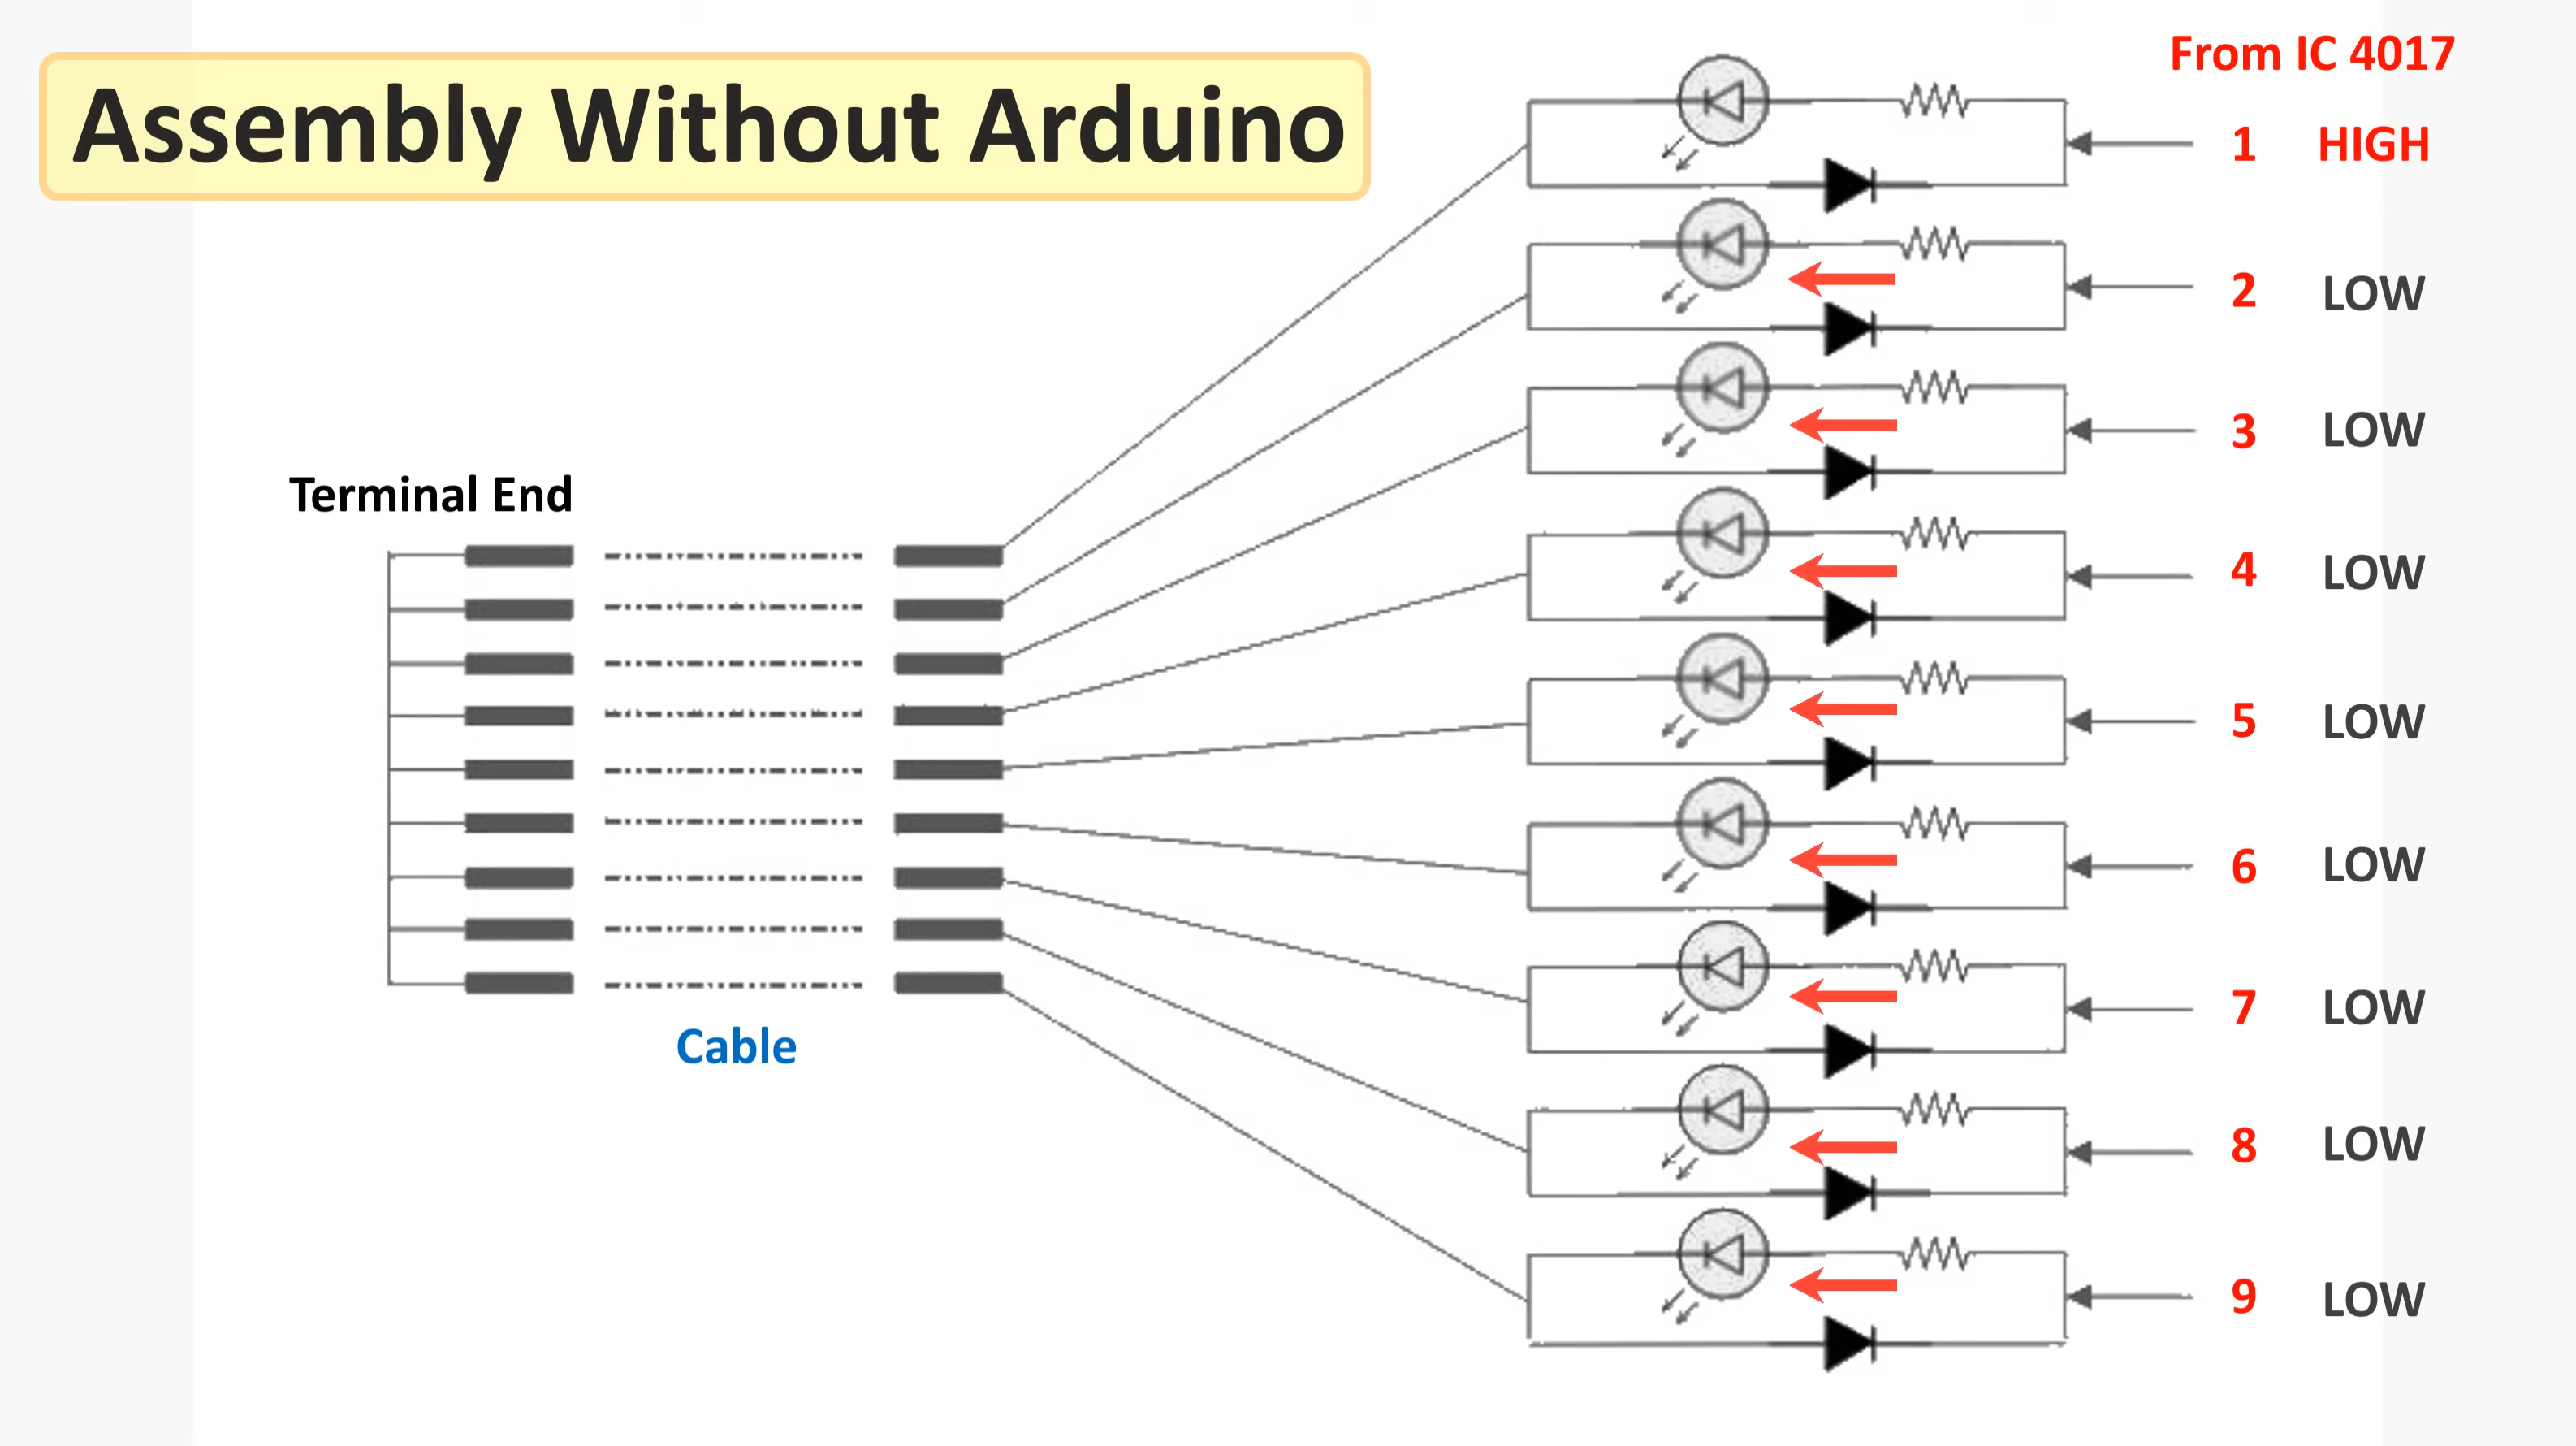 Assembly Without Arduino
From IC 4017
1 HIGH
2 LOW
3 LOW
Terminal End
4 LOW
5 LOW
6 LOW
7 LOW
Cable
8 LOW
9 LOW